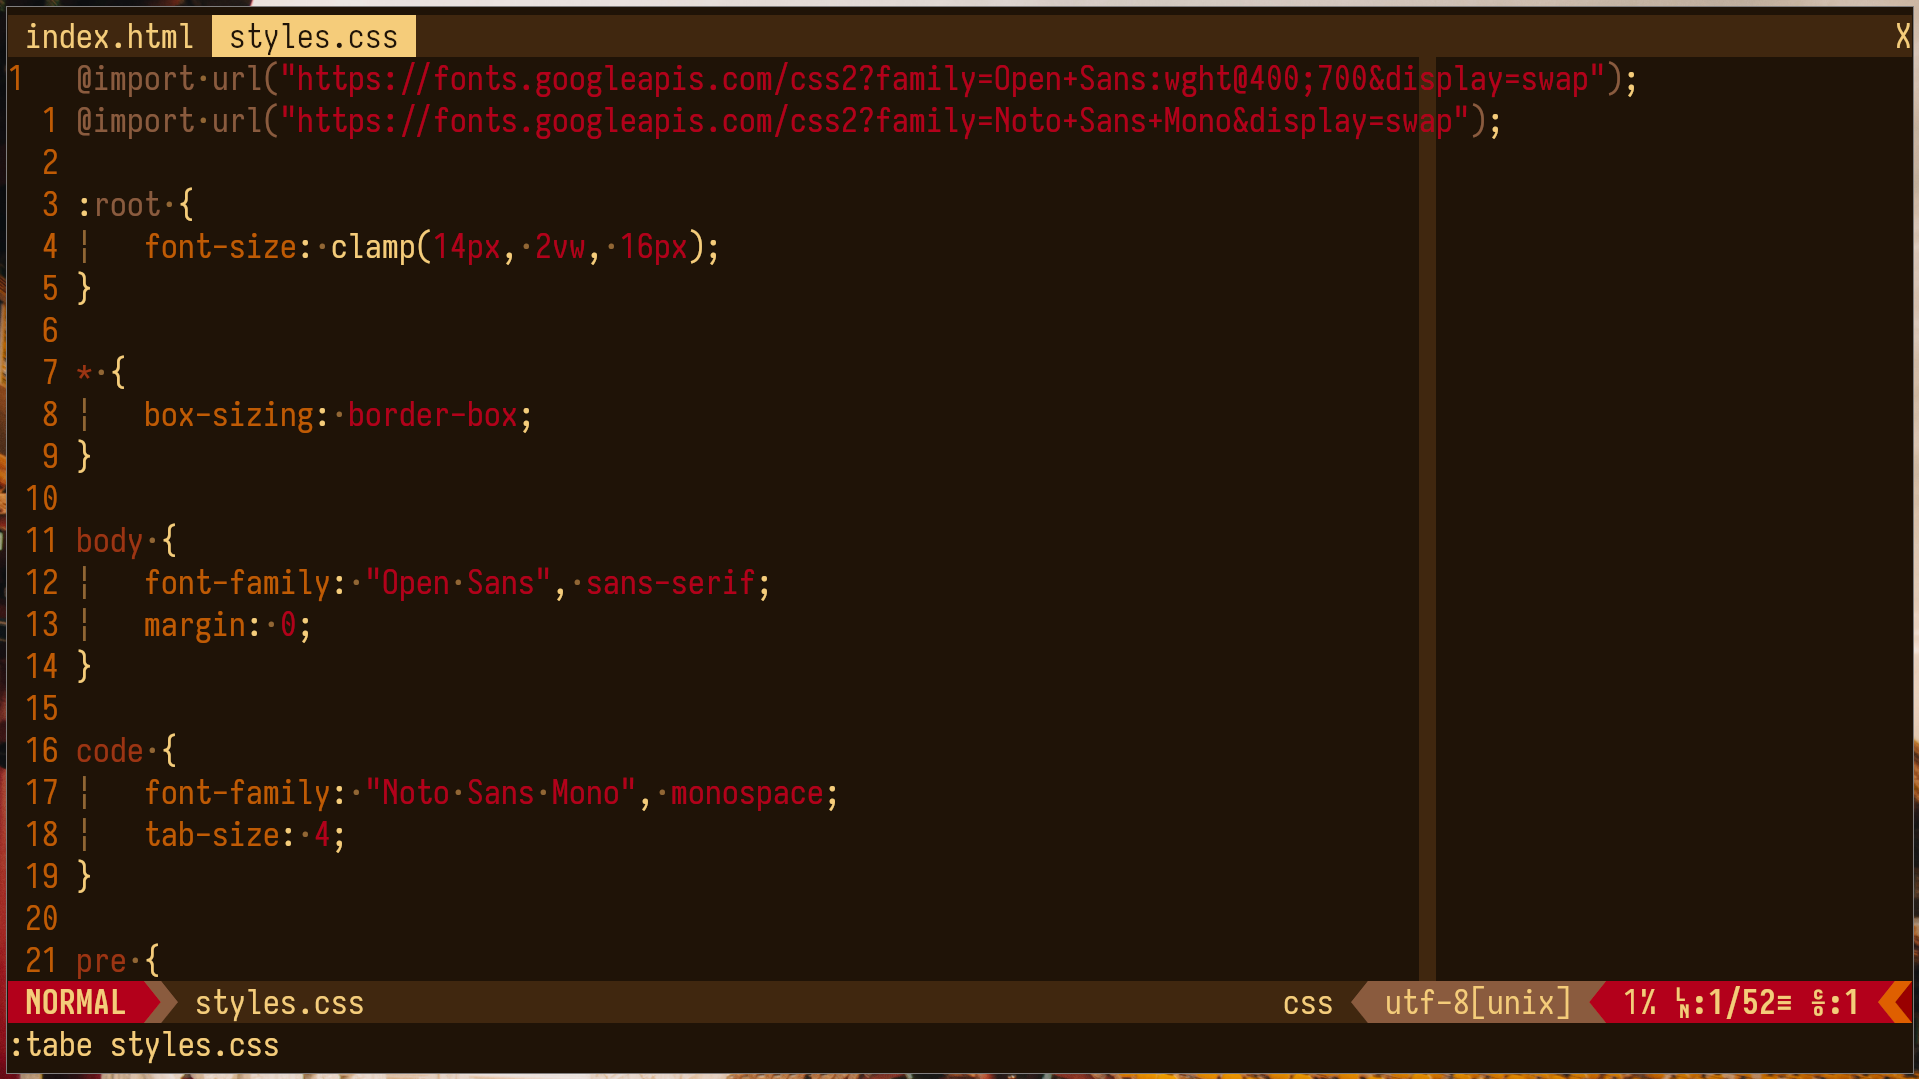 index.html styles.css X
1 @import·url("https://fonts.googleapis.com/css2?family=Open+Sans:wght@400;700&display=swap");
1 @import·url("https://fonts.googleapis.com/css2?family=Noto+Sans+Mono&display=swap");
2
3 :root·{
4 ¦   font-size:·clamp(14px,·2vw,·16px);
5 }
6
7 *·{
8 ¦   box-sizing:·border-box;
9 }
10
11 body·{
12 ¦   font-family:·"Open·Sans",·sans-serif;
13 ¦   margin:·0;
14 }
15
16 code·{
17 ¦   font-family:·"Noto·Sans·Mono",·monospace;
18 ¦   tab-size:·4;
19 }
20
21 pre·{
NORMAL styles.css css utf-8[unix] 1% ㏑:1/52≡ ℅:1
:tabe styles.css